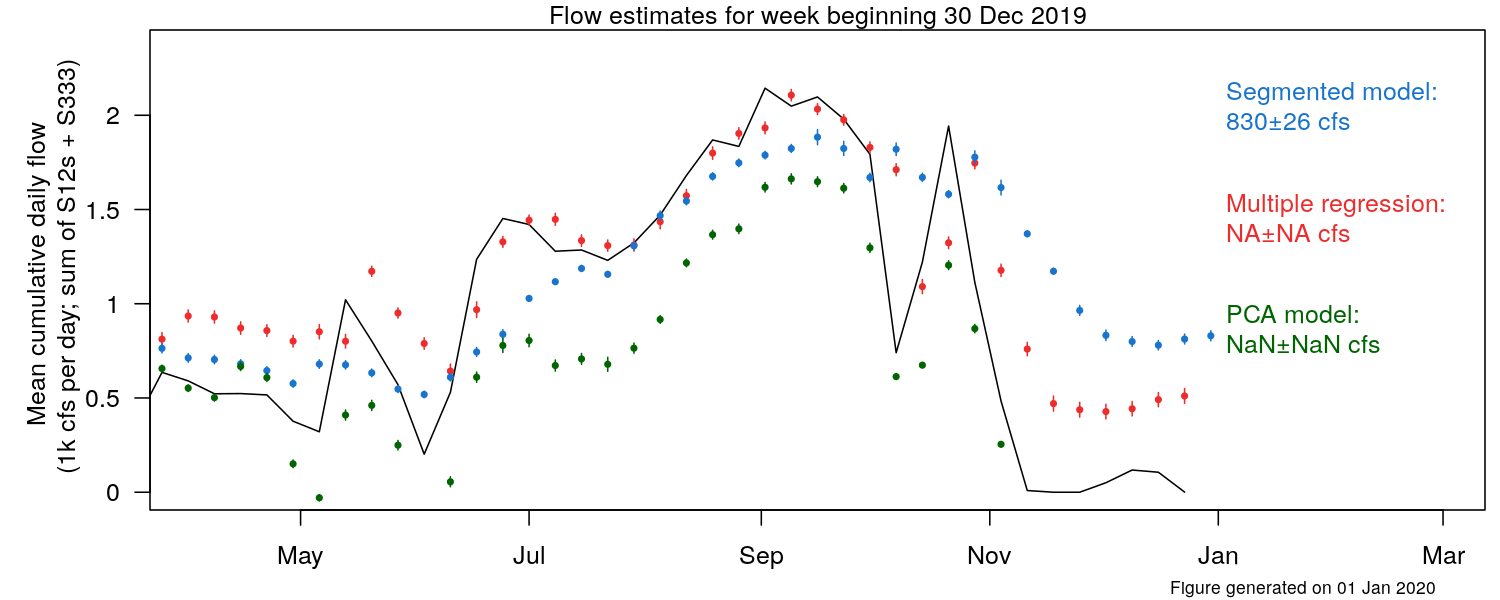 Flow estimates for week beginning 30 Dec 2019
Mean cumulative daily flow
(1k cfs per day; sum of S12s + S333)
2
1.5
1
0.5
0
Segmented model:
830±26 cfs
Multiple regression:
NA±NA cfs
PCA model:
NaN±NaN cfs
May Jul Sep Nov Jan Mar
Figure generated on 01 Jan 2020